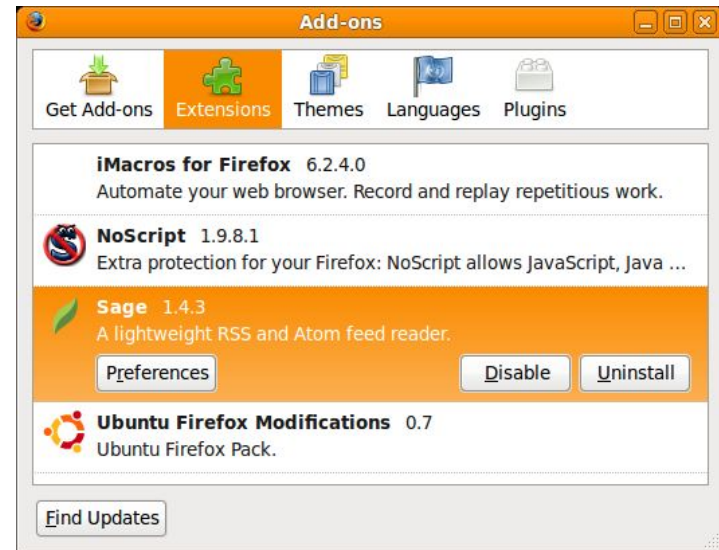 Add-ons
Get Add-ons Extensions Themes Languages Plugins
iMacros for Firefox 6.2.4.0
Automate your web browser. Record and replay repetitious work.
NoScript 1.9.8.1
Extra protection for your Firefox: NoScript allows JavaScript, Java ...
Sage 1.4.3
A lightweight RSS and Atom feed reader.
Preferences Disable Uninstall
Ubuntu Firefox Modifications 0.7
Ubuntu Firefox Pack.
Find Updates